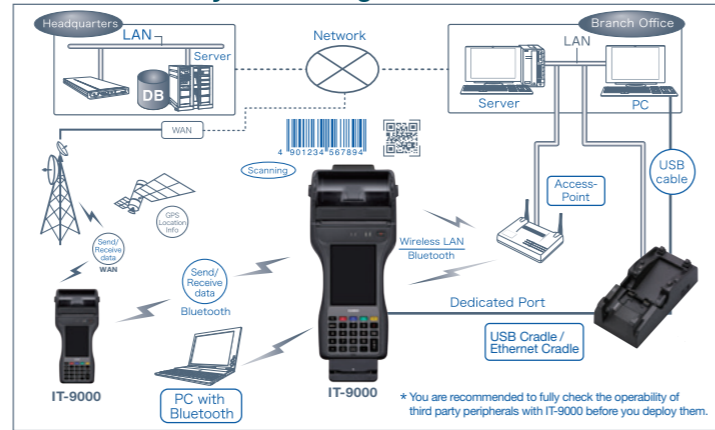 Headquarters
LAN
Server
DB
Network
Branch Office
LAN
Server
PC
WAN
4 901234 567894
Scanning
USB
cable
Access-
Point
GPS
Location
Info
Send/
Receive
data
WAN
Wireless LAN
Bluetooth
Send/
Receive
data
Bluetooth
Dedicated Port
USB Cradle /
Ethernet Cradle
IT-9000
PC with
Bluetooth
IT-9000
* You are recommended to fully check the operability of
third party peripherals with IT-9000 before you deploy them.